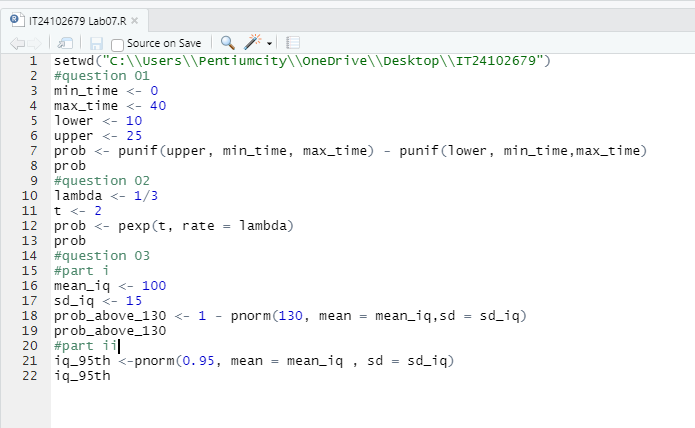 IT24102679 Lab07.R
Source on Save
1 setwd("C:\\Users\\Pentiumcity\\OneDrive\\Desktop\\IT24102679")
2 #question 01
3 min_time <- 0
4 max_time <- 40
5 lower <- 10
6 upper <- 25
7 prob <- punif(upper, min_time, max_time) - punif(lower, min_time,max_time)
8 prob
9 #question 02
10 lambda <- 1/3
11 t <- 2
12 prob <- pexp(t, rate = lambda)
13 prob
14 #question 03
15 #part i
16 mean_iq <- 100
17 sd_iq <- 15
18 prob_above_130 <- 1 - pnorm(130, mean = mean_iq,sd = sd_iq)
19 prob_above_130
20 #part ii
21 iq_95th <-pnorm(0.95, mean = mean_iq , sd = sd_iq)
22 iq_95th